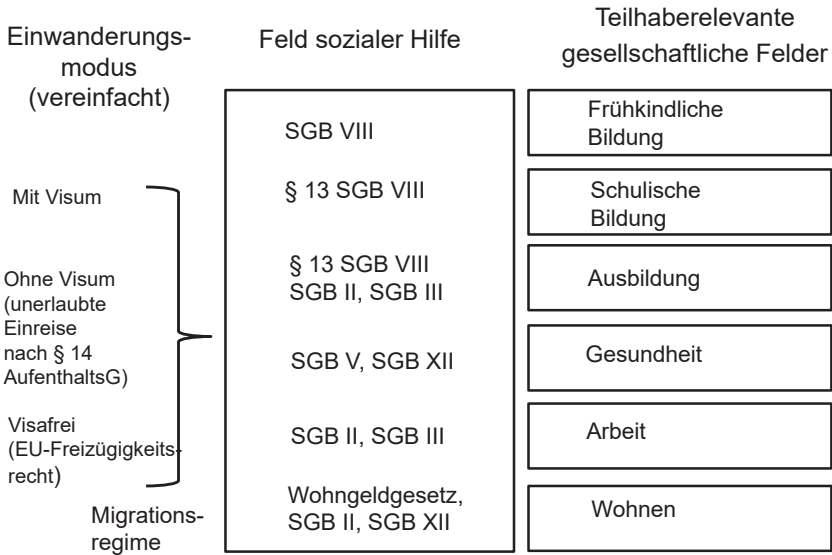 Einwanderungs-
modus
(vereinfacht)
Feld sozialer Hilfe
Teilhaberelevante
gesellschaftliche Felder
Mit Visum
Ohne Visum
(unerlaubte
Einreise
nach § 14
AufenthaltsG)
Visafrei
(EU-Freizügigkeits-
recht)
Migrations-
regime
SGB VIII
§ 13 SGB VIII
§ 13 SGB VIII
SGB II, SGB III
SGB V, SGB XII
SGB II, SGB III
Wohngeldgesetz,
SGB II, SGB XII
Frühkindliche
Bildung
Schulische
Bildung
Ausbildung
Gesundheit
Arbeit
Wohnen